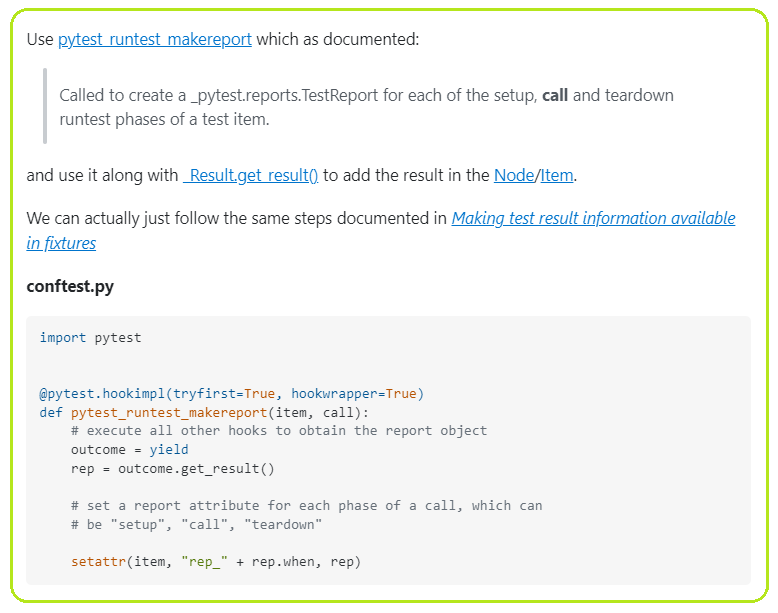 Use pytest_runtest_makereport which as documented:
Called to create a _pytest.reports.TestReport for each of the setup, call and teardown
runtest phases of a test item.
and use it along with _Result.get_result() to add the result in the Node/Item.
We can actually just follow the same steps documented in Making test result information available
in fixtures
conftest.py
import pytest
@pytest.hookimpl(tryfirst=True, hookwrapper=True)
def pytest_runtest_makereport(item, call):
    # execute all other hooks to obtain the report object
    outcome = yield
    rep = outcome.get_result()
    # set a report attribute for each phase of a call, which can
    # be "setup", "call", "teardown"
    setattr(item, "rep_" + rep.when, rep)